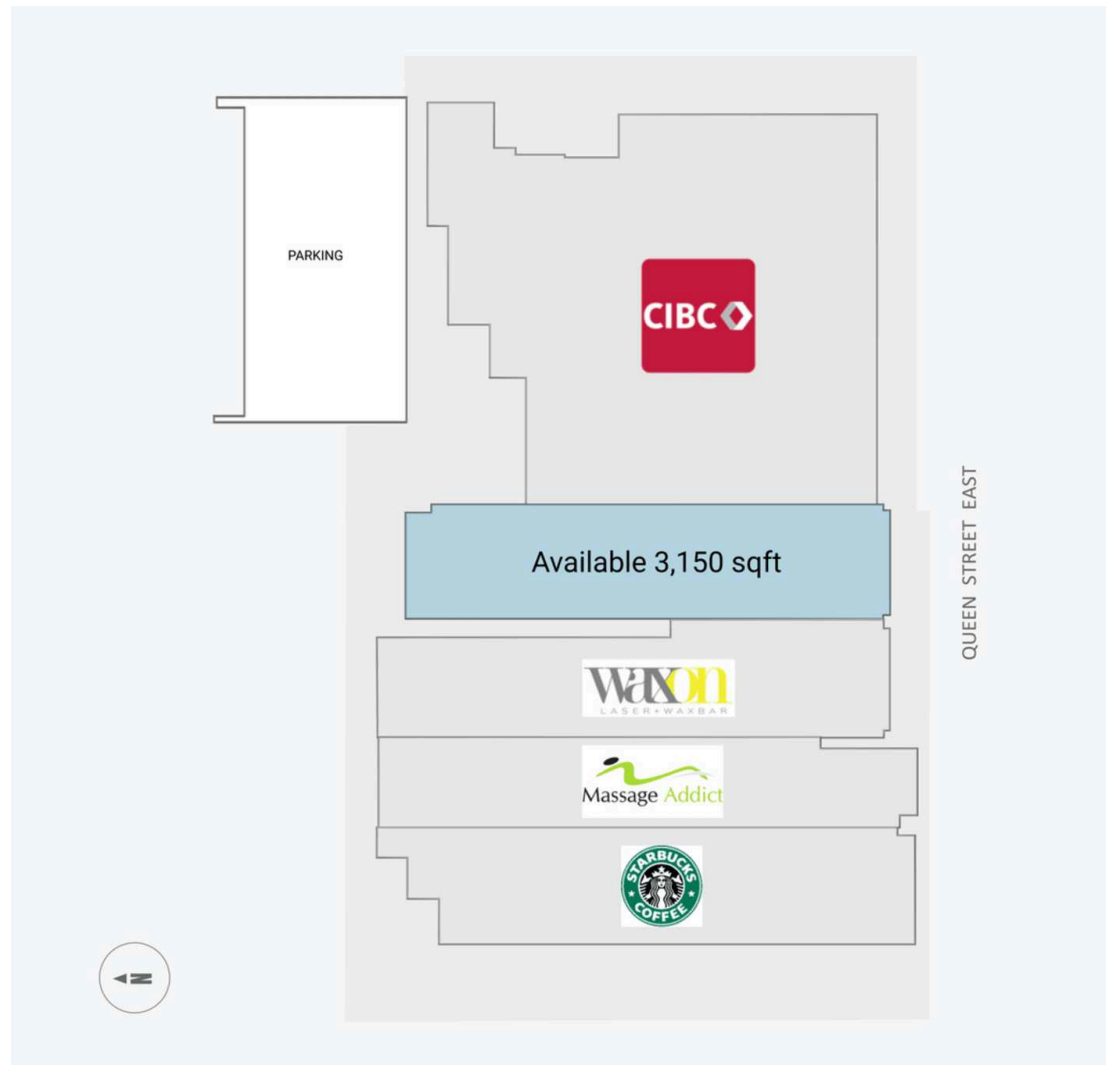 PARKING
CIBC
Available 3,150 sqft
QUEEN STREET EAST
waxon
LASER+WAXBAR
Massage Addict
STARBUCKS
COFFEE
N